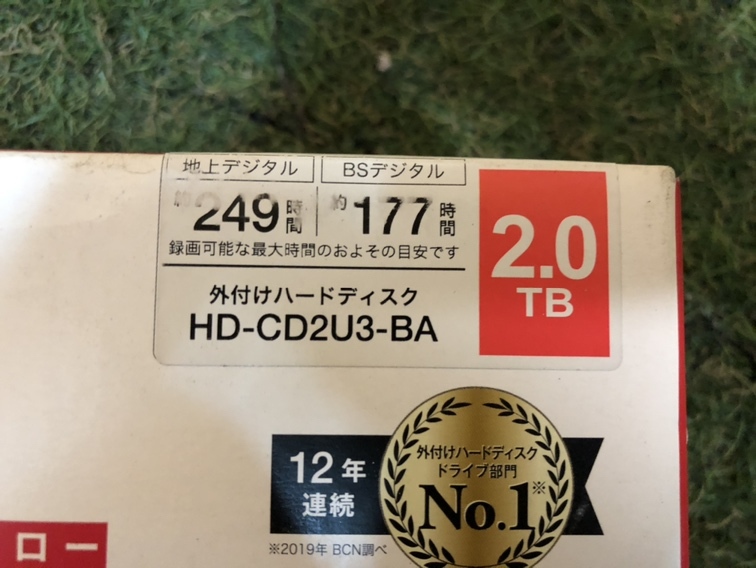 地上デジタル
BSデジタル
約249時間
約177時間
録画可能な最大時間のおよその目安です
2.0
TB
外付けハードディスク
HD-CD2U3-BA
12年
連続
外付けハードディスク
ドライブ部門
No.1※
※2019年 BCN調べ
ロー